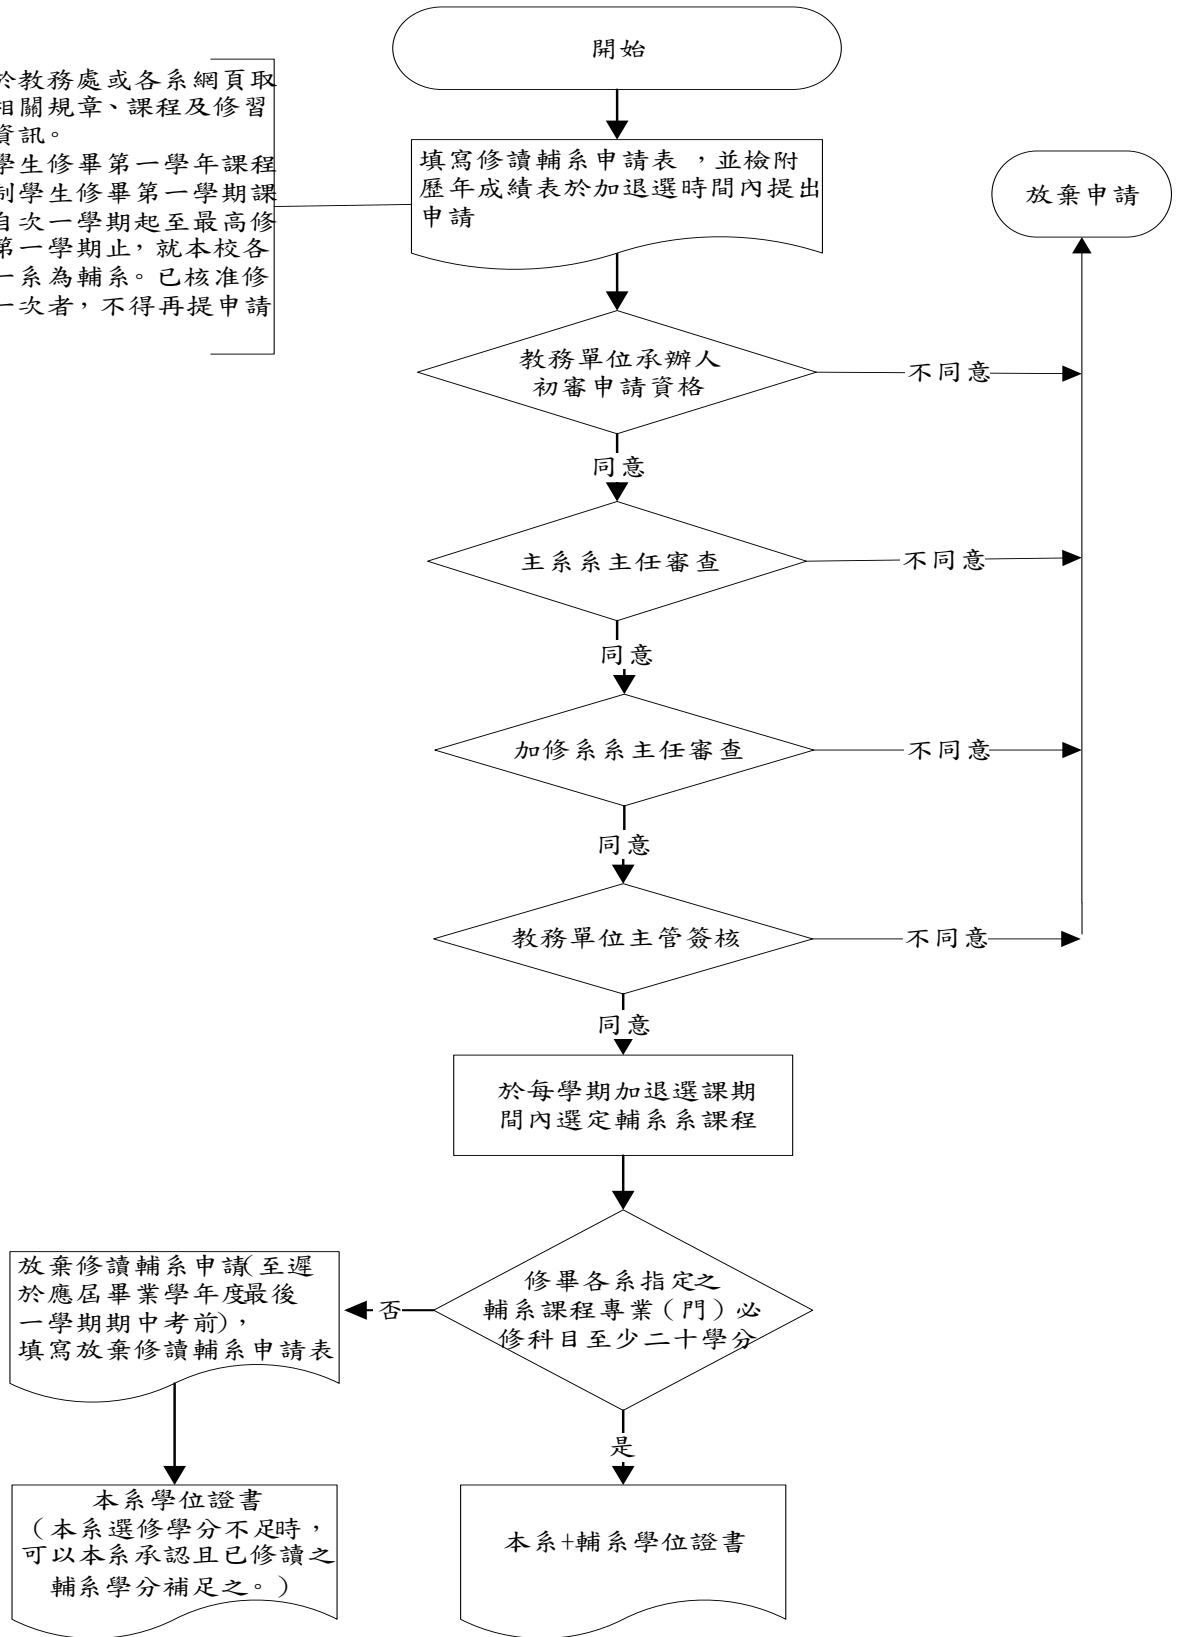 開始
於教務處或各系網頁取
相關規章、課程及修習
資訊。
學生修畢第一學年課程
制學生修畢第一學期課
自次一學期起至最高修
第一學期止，就本校各
一系為輔系。已核准修
一次者，不得再提申請
填寫修讀輔系申請表 ，並檢附
歷年成績表於加退選時間內提出
申請
放棄申請
教務單位承辦人
初審申請資格
不同意
同意
主系系主任審查
不同意
同意
加修系系主任審查
不同意
同意
教務單位主管簽核
不同意
同意
於每學期加退選課期
間內選定輔系系課程
修畢各系指定之
輔系課程專業（門）必
修科目至少二十學分
否
放棄修讀輔系申請(至遲
於應屆畢業學年度最後
一學期期中考前)，
填寫放棄修讀輔系申請表
是
本系學位證書
（本系選修學分不足時，
可以本系承認且已修讀之
輔系學分補足之。）
本系+輔系學位證書